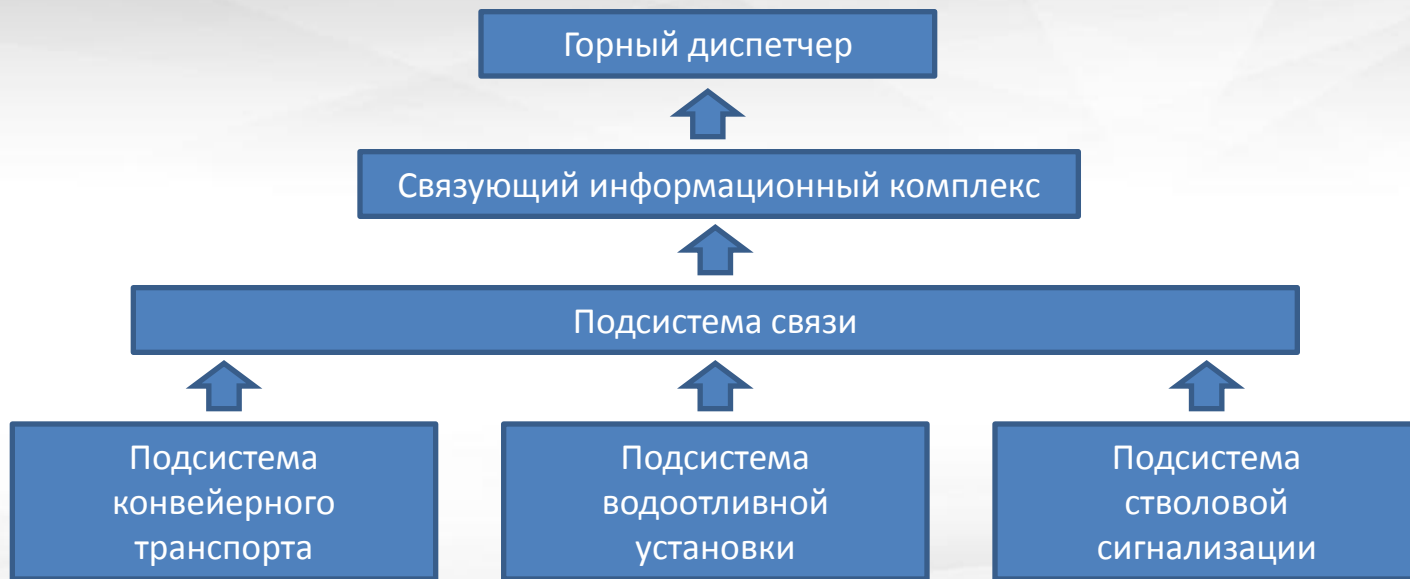 Горный диспетчер
Связующий информационный комплекс
Подсистема связи
Подсистема
конвейерного
транспорта
Подсистема
водоотливной
установки
Подсистема
стволовой
сигнализации